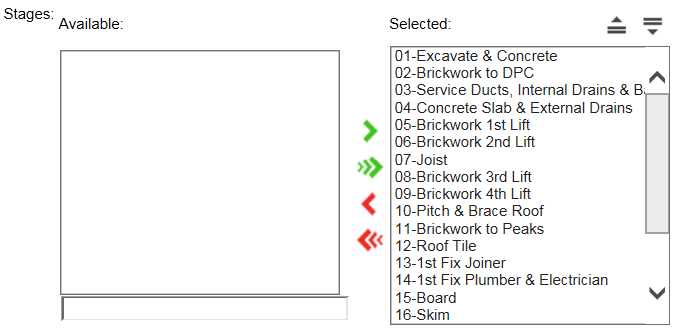 Stages:
Available:
Selected:
01-Excavate & Concrete
02-Brickwork to DPC
03-Service Ducts, Internal Drains &
04-Concrete Slab & External Drains
05-Brickwork 1st Lift
06-Brickwork 2nd Lift
07-Joist
08-Brickwork 3rd Lift
09-Brickwork 4th Lift
10-Pitch & Brace Roof
11-Brickwork to Peaks
12-Roof Tile
13-1st Fix Joiner
14-1st Fix Plumber & Electrician
15-Board
16-Skim